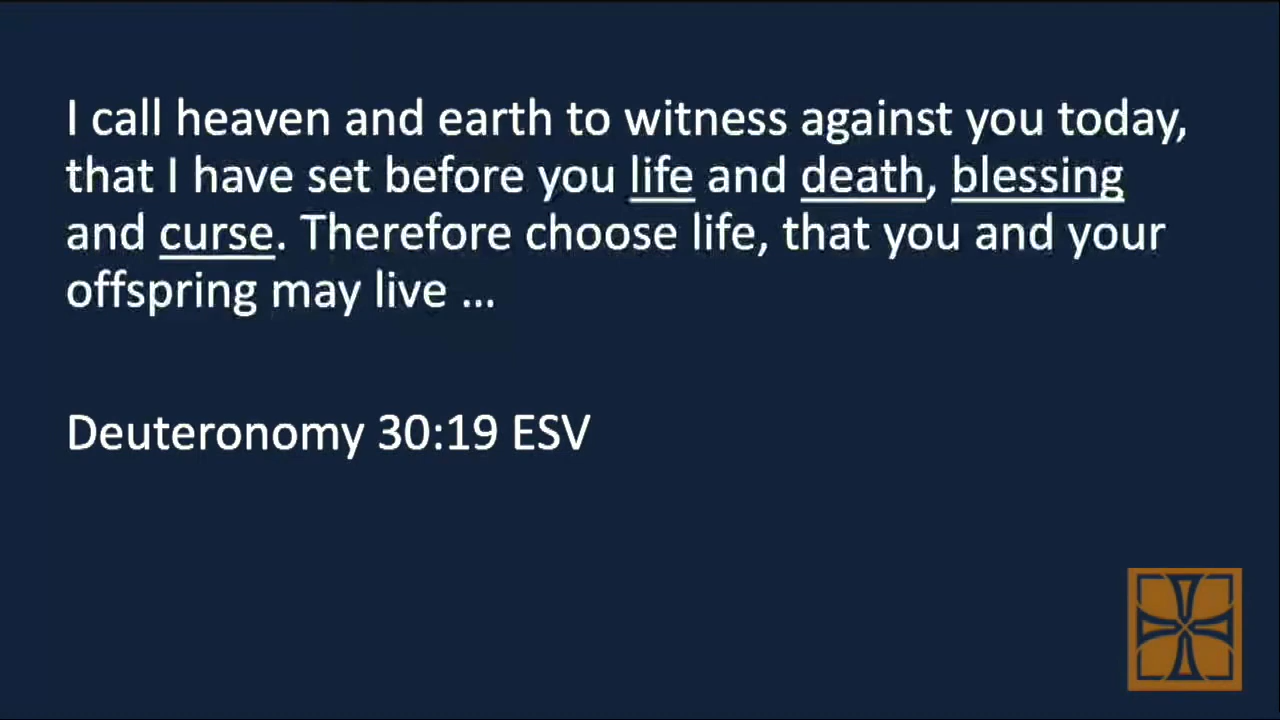 I call heaven and earth to witness against you today,
that I have set before you life and death, blessing
and curse. Therefore choose life, that you and your
offspring may live ...
Deuteronomy 30:19 ESV